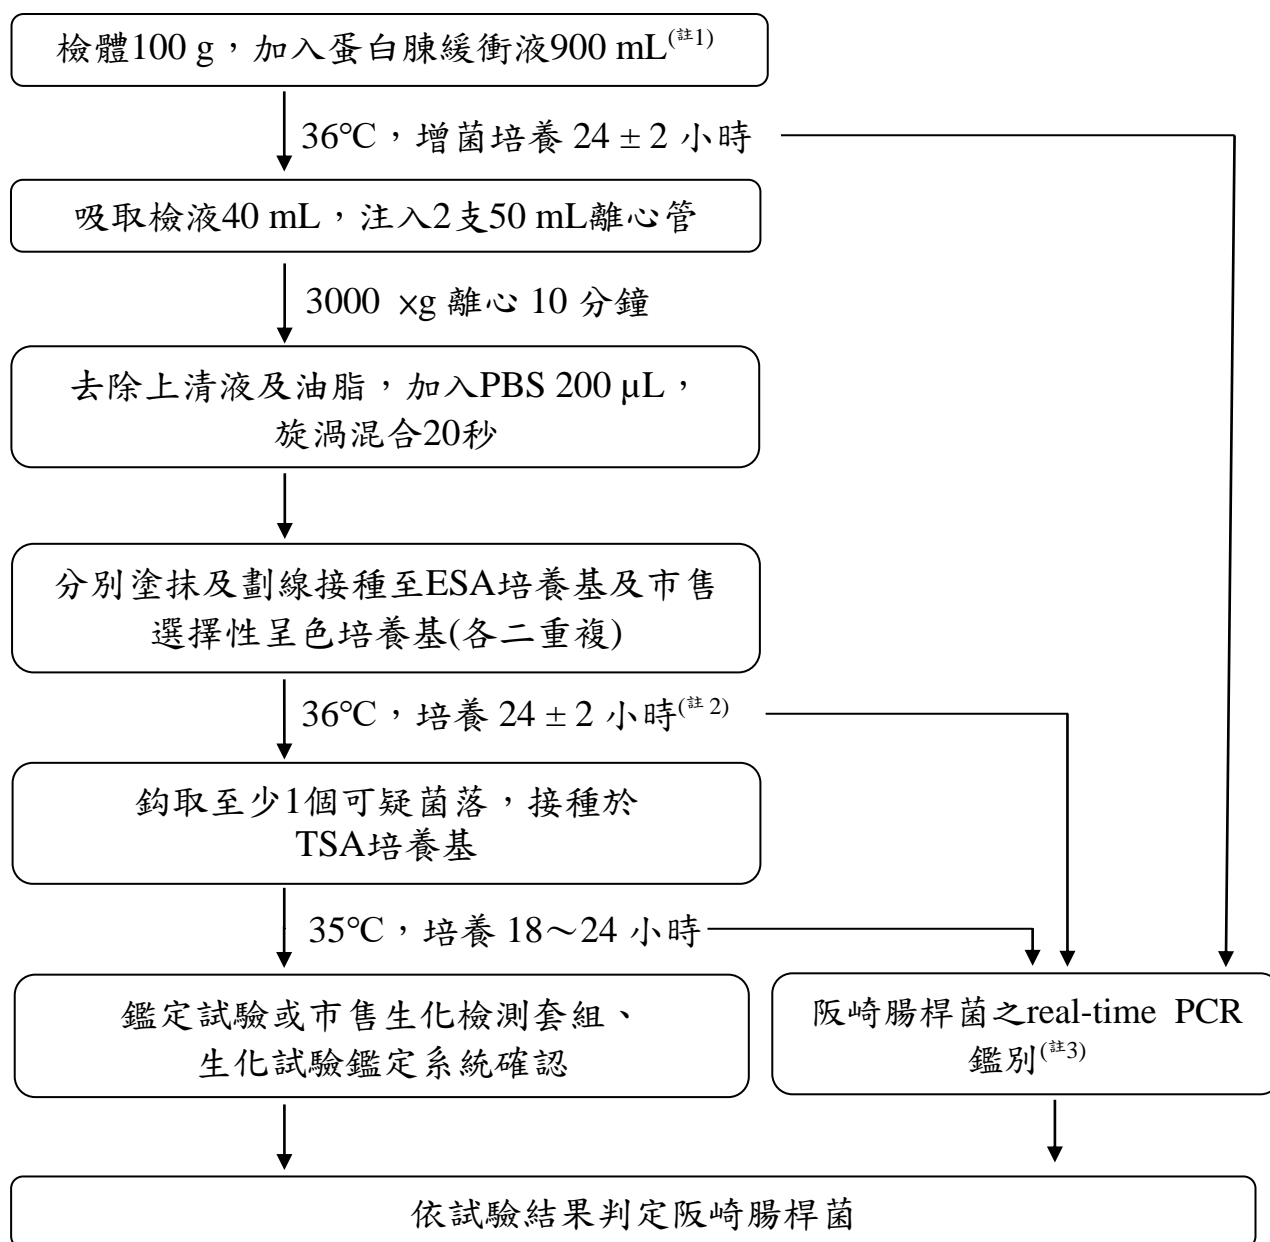 檢體100 g，加入蛋白腖緩衝液900 mL(註1)
36℃，增菌培養 24 ± 2 小時
吸取檢液40 mL，注入2支50 mL離心管
3000 ×g 離心 10 分鐘
去除上清液及油脂，加入PBS 200 µL，
旋渦混合20秒
分別塗抹及劃線接種至ESA培養基及市售
選擇性呈色培養基(各二重複)
36℃，培養 24 ± 2 小時(註 2)
鈎取至少1個可疑菌落，接種於
TSA培養基
35℃，培養 18～24 小時
鑑定試驗或市售生化檢測套組、
生化試驗鑑定系統確認
阪崎腸桿菌之real-time PCR
鑑別(註3)
依試驗結果判定阪崎腸桿菌